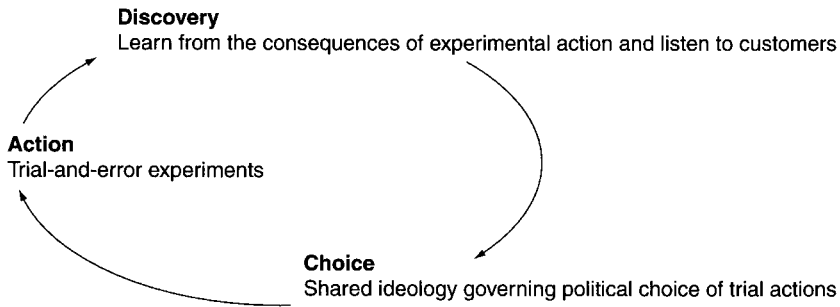 Discovery
Learn from the consequences of experimental action and listen to customers
Action
Trial-and-error experiments
Choice
Shared ideology governing political choice of trial actions